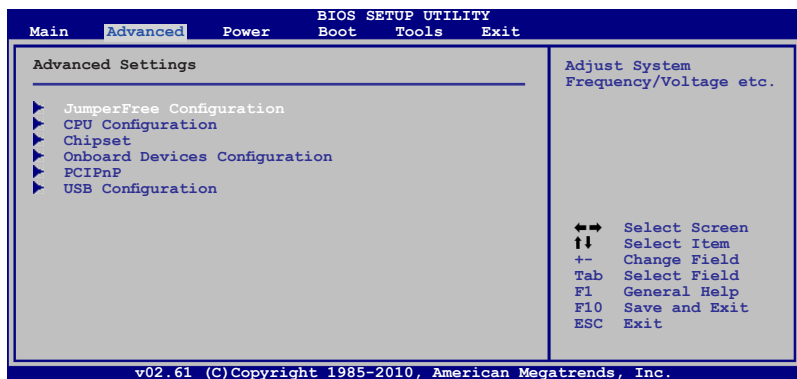 BIOS SETUP UTILITY
Main Advanced Power Boot Tools Exit
Advanced Settings
JumperFree Configuration
CPU Configuration
Chipset
Onboard Devices Configuration
PCIPnP
USB Configuration
Adjust System
Frequency/Voltage etc.
←→ Select Screen
↑↓ Select Item
+- Change Field
Tab Select Field
F1 General Help
F10 Save and Exit
ESC Exit
v02.61 (C)Copyright 1985-2010, American Megatrends, Inc.